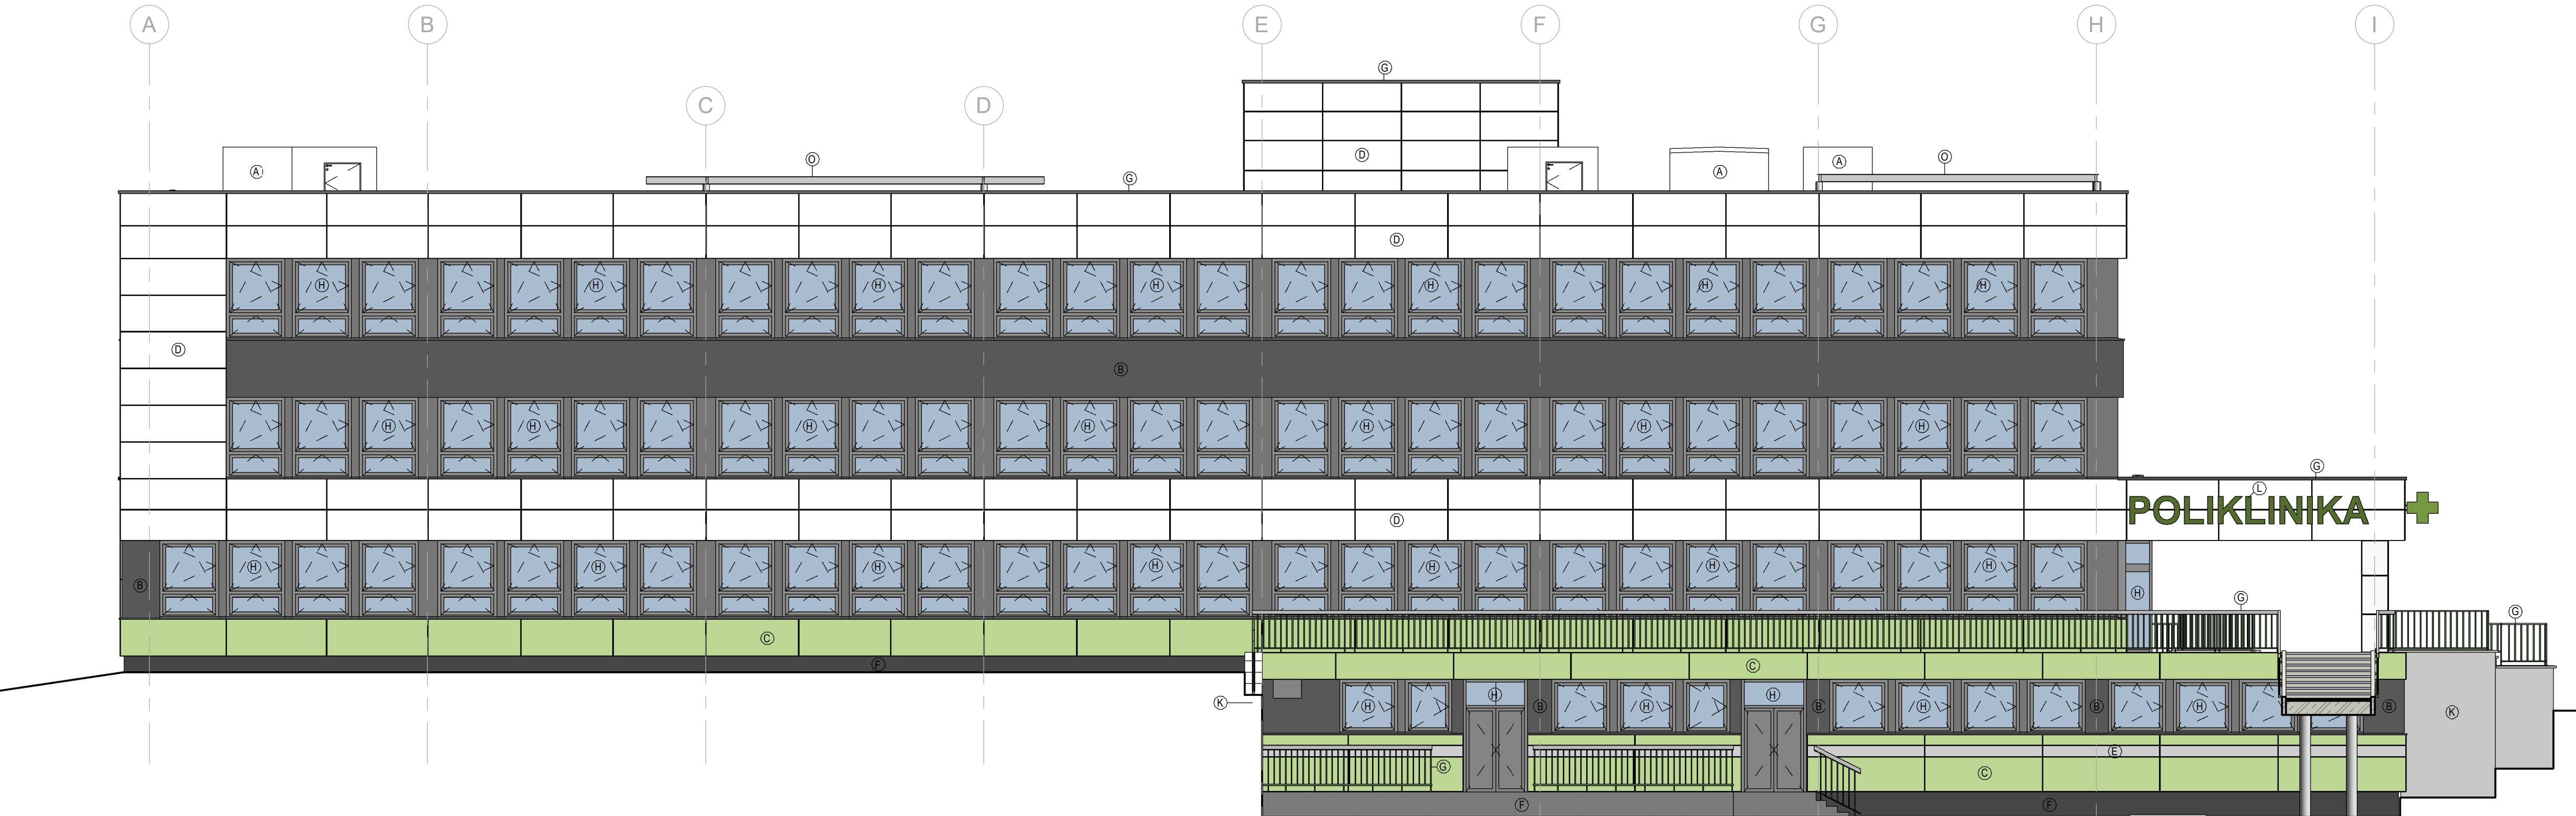 A B E F G H I
G
C D
D
O A O
A A
G
D
H H H H H H H
D
B
H H H H H H H
G
L
POLIKLINIKA
D
H H H H H H H
B
H
G G
C
F C
H H
K H H B B H B H B K
E
G C
F F